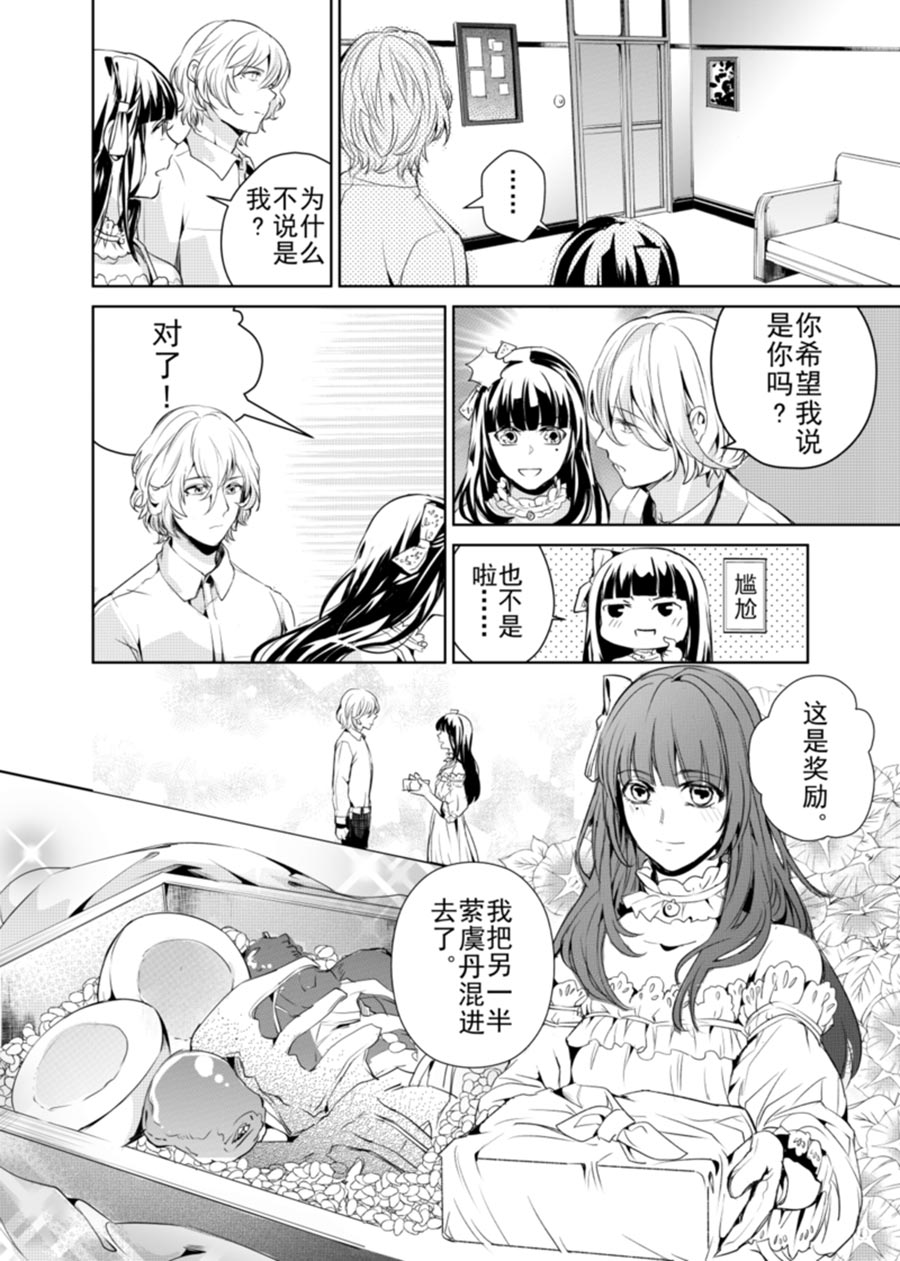 ……
为什么
不说是
我？
你希望我说
是你吗？
尴尬
也不是
啦……
对了！
这是奖励。
我把另一半
萦虞丹混进
去了。